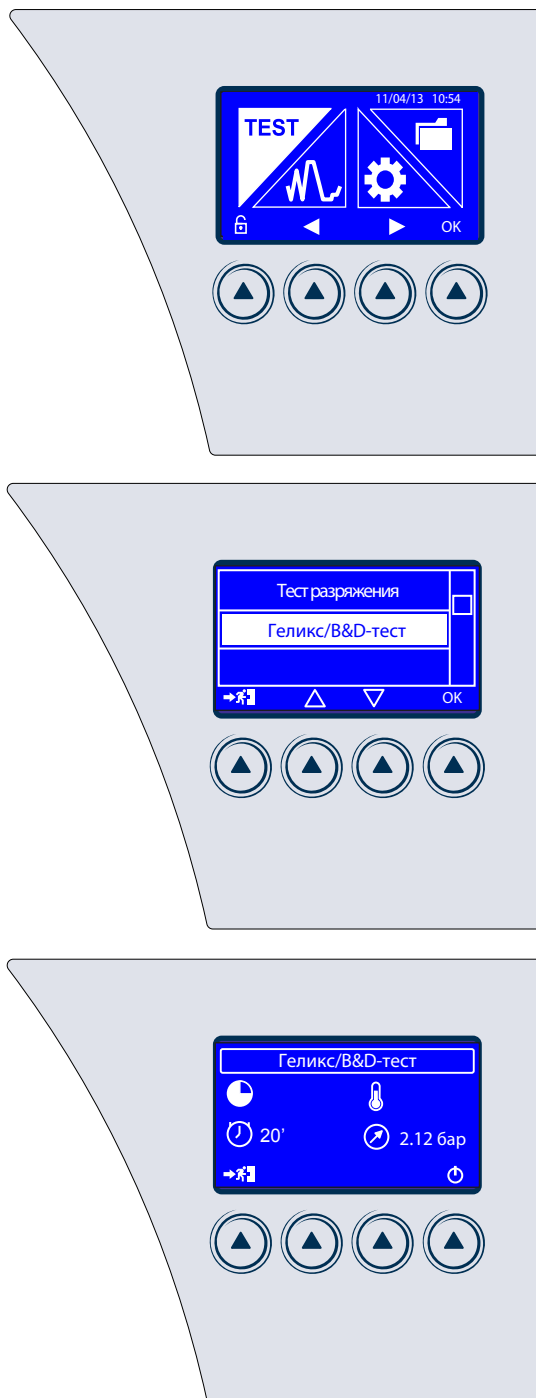 11/04/13 10:54
TEST
OK
Тест разряжения
Геликс/B&D-тест
OK
Геликс/B&D-тест
20’
2.12 бар